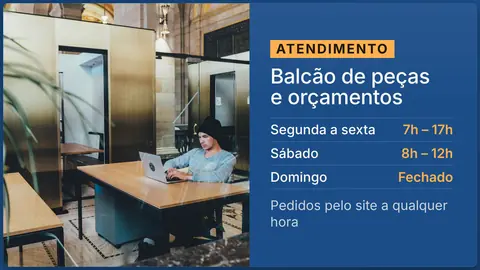 ATENDIMENTO
Balcão de peças
e orçamentos
Segunda a sexta 7h – 17h
Sábado 8h – 12h
Domingo Fechado
Pedidos pelo site a qualquer
hora